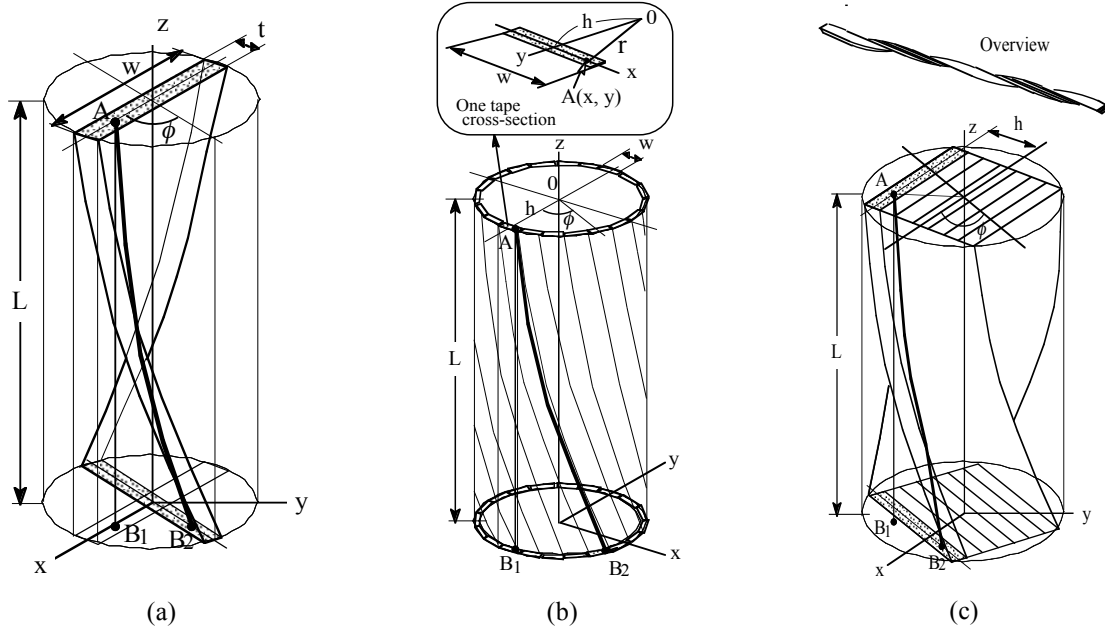 z
t
w
A
ϕ
L
y
B1
B2
x
(a)
0
h
y
r
w
x
A(x, y)
One tape
cross-section
z
w
0
h
ϕ
A
L
y
x
B1
B2
(b)
Overview
z
h
A
ϕ
L
B1
y
B2
x
(c)